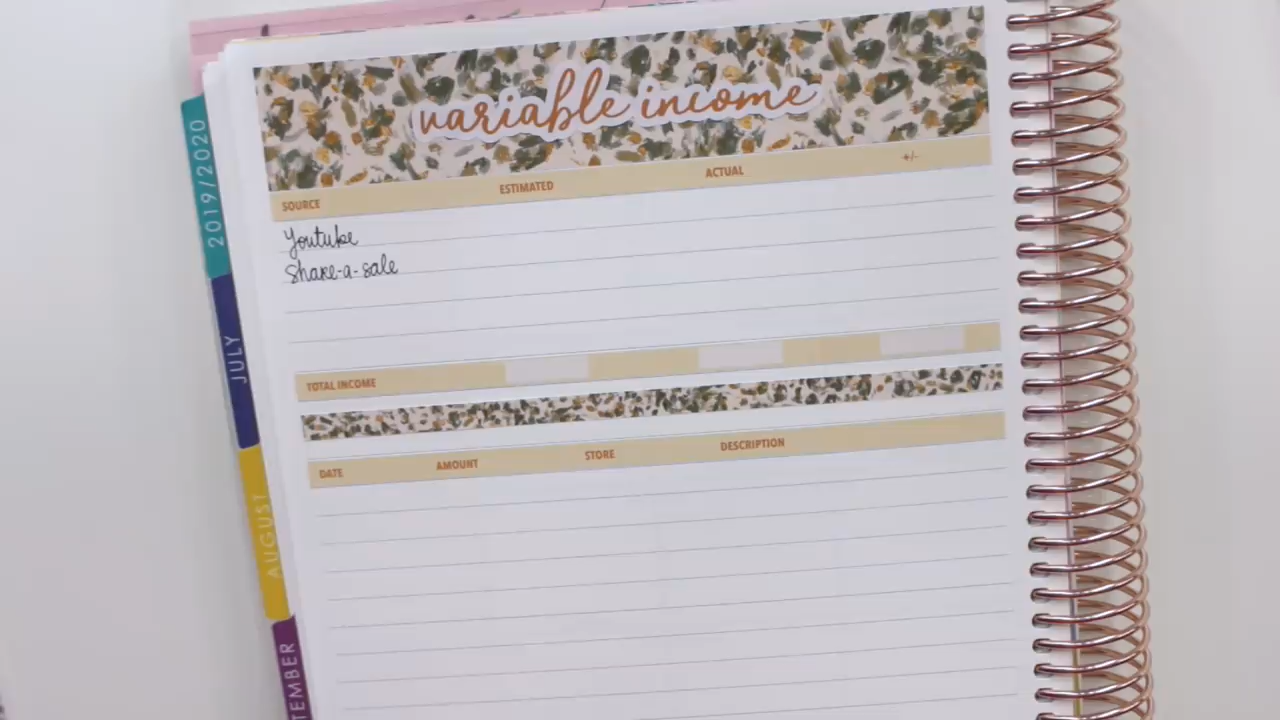 variable income
SOURCE ESTIMATED ACTUAL +/-
Youtube
Share-a-sale
TOTAL INCOME
DATE AMOUNT STORE DESCRIPTION
2019/2020
JULY
AUGUST
TEMBER